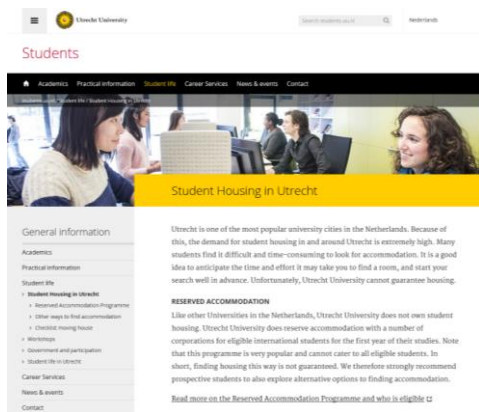 Utrecht University
Search students.uu.nl
Nederlands
Students
Academics Practical information Student life Career Services News & events Contact
Student life / Student Housing in Utrecht
Student Housing in Utrecht
General information
Academics
Practical information
Student life
Student Housing in Utrecht
Reserved Accommodation Programme
Other ways to find accommodation
Checklist moving house
Workshops
Government and participation
Student life in Utrecht
Career Services
News & events
Contact
Utrecht is one of the most popular university cities in the Netherlands. Because of
this, the demand for student housing in and around Utrecht is extremely high. Many
students find it difficult and time-consuming to look for accommodation. It is a good
idea to anticipate the time and effort it may take you to find a room, and start your
search well in advance. Unfortunately, Utrecht University cannot guarantee housing.
RESERVED ACCOMMODATION
Like other Universities in the Netherlands, Utrecht University does not own student
housing. Utrecht University does reserve accommodation with a number of
corporations for eligible international students for the first year of their studies. Note
that this programme is very popular and cannot cater to all eligible students. In
short, finding housing this way is not guaranteed. We therefore strongly recommend
prospective students to also explore alternative options to finding accommodation.
Read more on the Reserved Accommodation Programme and who is eligible